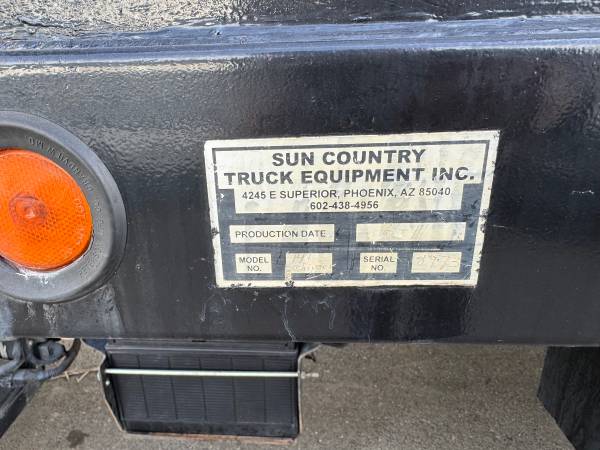 SUN COUNTRY
TRUCK EQUIPMENT INC.
4245 E SUPERIOR, PHOENIX, AZ 85040
602-438-4956
PRODUCTION DATE
MODEL NO.
SERIAL NO.